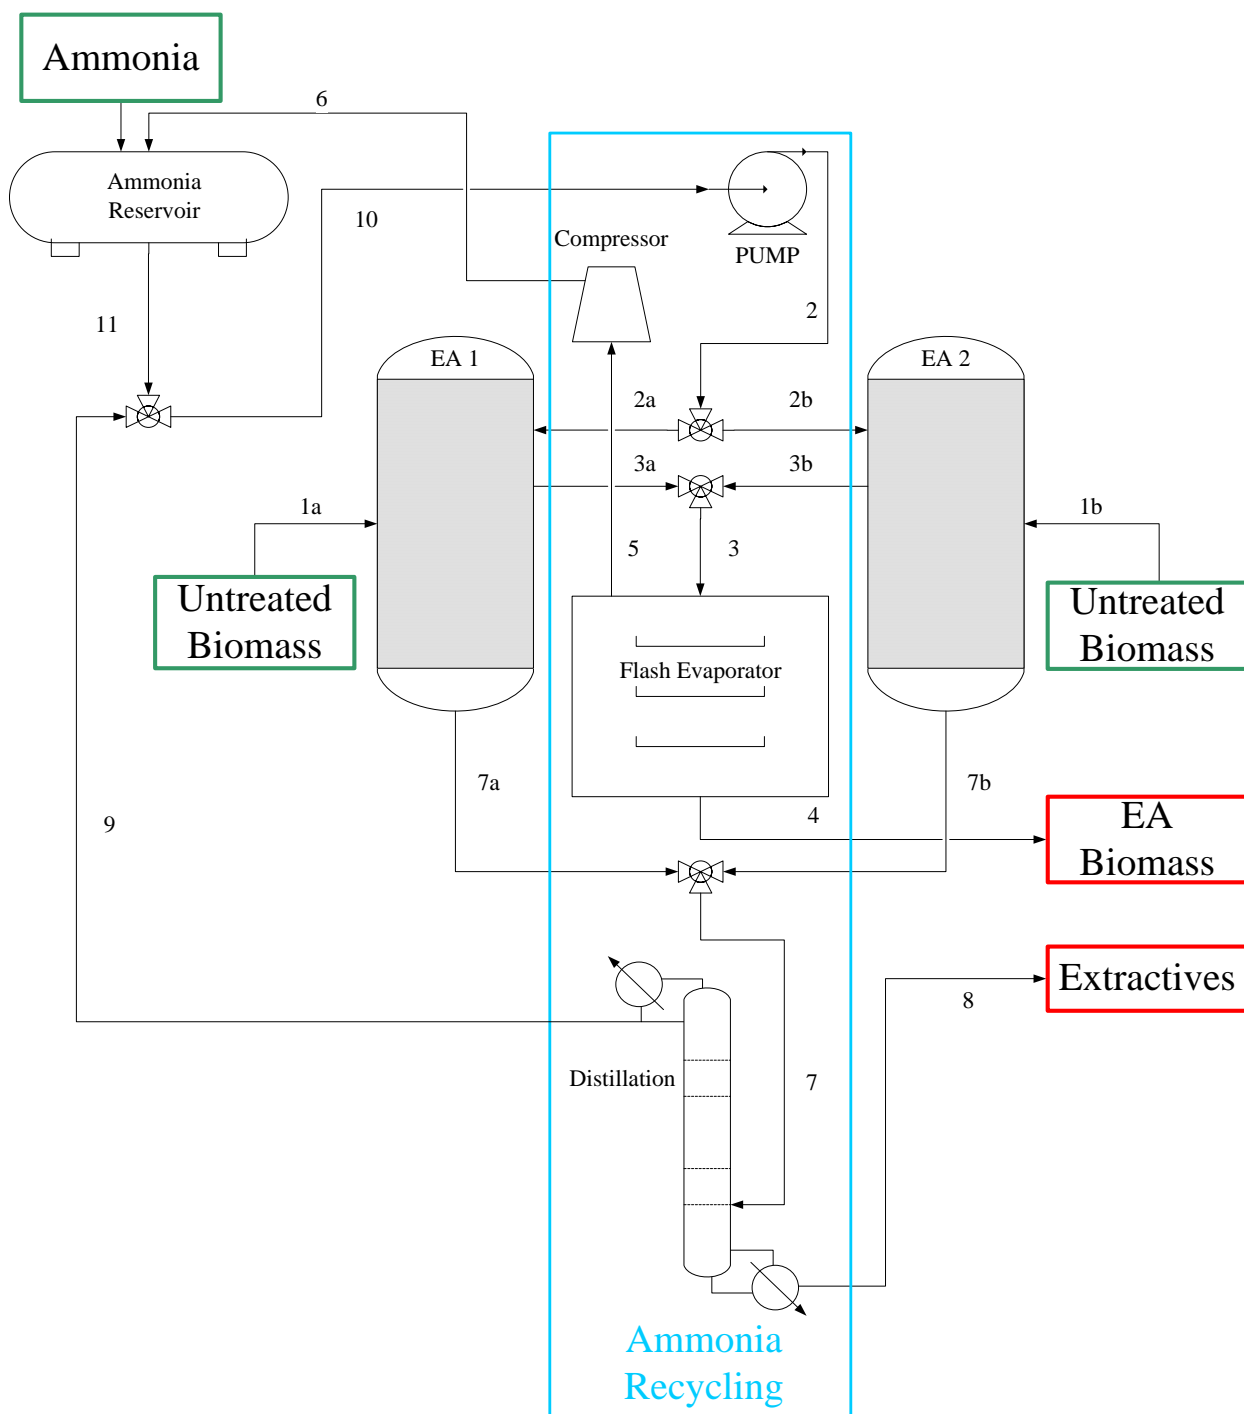 Ammonia
6
Ammonia
Reservoir
10
Compressor
PUMP
2
11
EA 1
EA 2
2a
2b
3a
3b
1a
1b
5
3
Untreated
Biomass
Untreated
Biomass
Flash Evaporator
7a
7b
9
4
EA
Biomass
Extractives
8
Distillation
7
Ammonia
Recycling